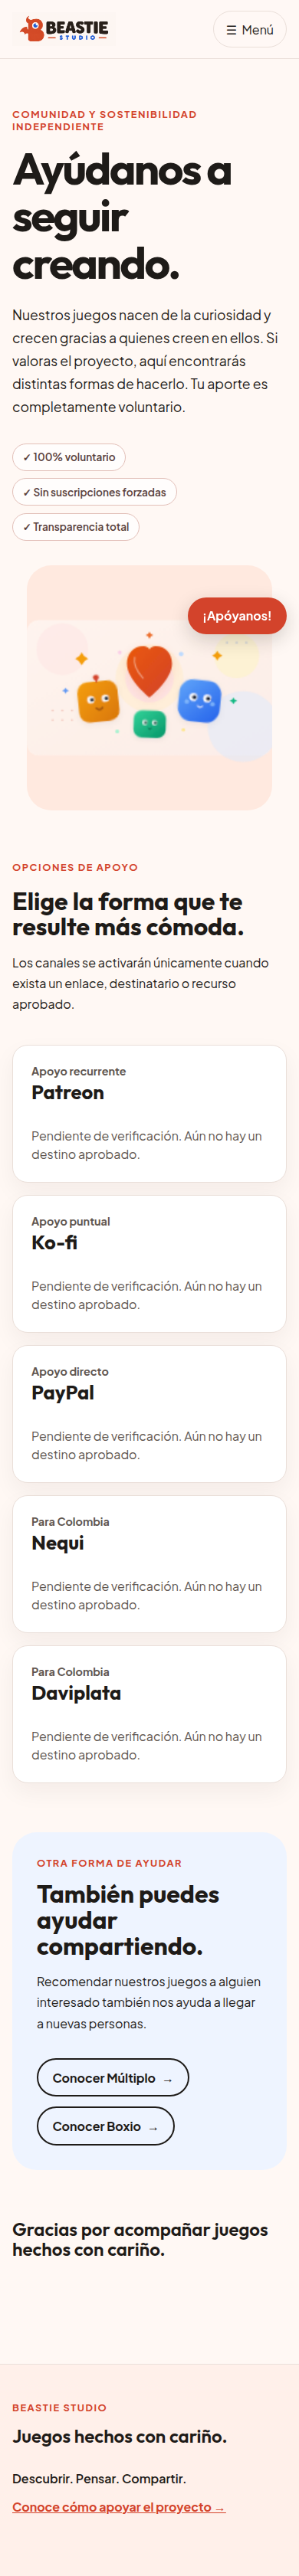 BEASTIE
STUDIO
☰ Menú
COMUNIDAD Y SOSTENIBILIDAD
INDEPENDIENTE
Ayúdanos a
seguir
creando.
Nuestros juegos nacen de la curiosidad y
crecen gracias a quienes creen en ellos. Si
valoras el proyecto, aquí encontrarás
distintas formas de hacerlo. Tu aporte es
completamente voluntario.
✓ 100% voluntario
✓ Sin suscripciones forzadas
✓ Transparencia total
¡Apóyanos!
OPCIONES DE APOYO
Elige la forma que te
resulte más cómoda.
Los canales se activarán únicamente cuando
exista un enlace, destinatario o recurso
aprobado.
Apoyo recurrente
Patreon
Pendiente de verificación. Aún no hay un
destino aprobado.
Apoyo puntual
Ko-fi
Pendiente de verificación. Aún no hay un
destino aprobado.
Apoyo directo
PayPal
Pendiente de verificación. Aún no hay un
destino aprobado.
Para Colombia
Nequi
Pendiente de verificación. Aún no hay un
destino aprobado.
Para Colombia
Daviplata
Pendiente de verificación. Aún no hay un
destino aprobado.
OTRA FORMA DE AYUDAR
También puedes
ayudar
compartiendo.
Recomendar nuestros juegos a alguien
interesado también nos ayuda a llegar
a nuevas personas.
Conocer Múltiplo →
Conocer Boxio →
Gracias por acompañar juegos
hechos con cariño.
BEASTIE STUDIO
Juegos hechos con cariño.
Descubrir. Pensar. Compartir.
Conoce cómo apoyar el proyecto →